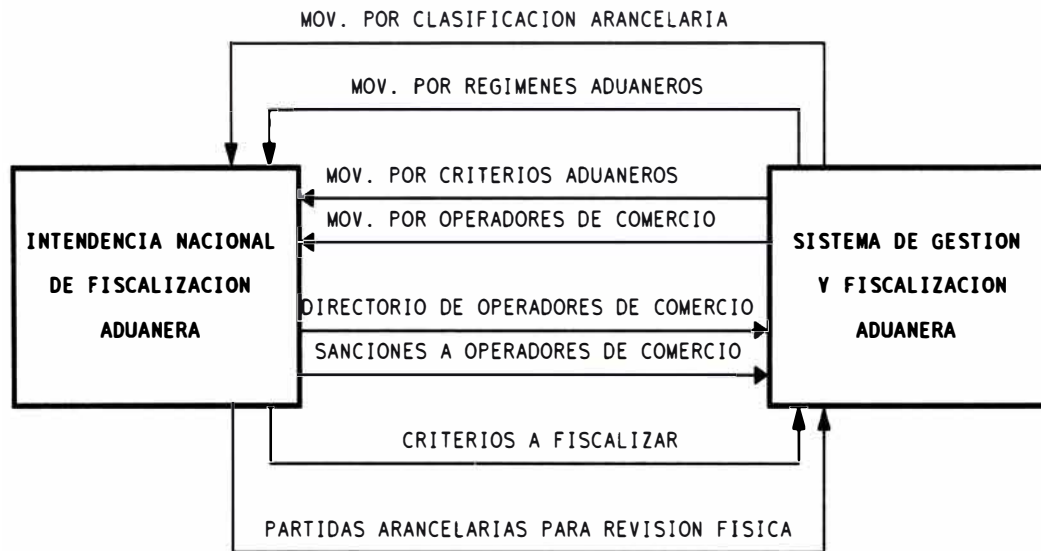 MOV. POR CLASIFICACION ARANCELARIA
MOV. POR REGIMENES ADUANEROS
MOV. POR CRITERIOS ADUANEROS
MOV. POR OPERADORES DE COMERCIO
INTENDENCIA NACIONAL
DE FISCALIZACION
ADUANERA
SISTEMA DE GESTION
Y FISCALIZACION
ADUANERA
DIRECTORIO DE OPERADORES DE COMERCIO
SANCIONES A OPERADORES DE COMERCIO
CRITERIOS A FISCALIZAR
PARTIDAS ARANCELARIAS PARA REVISION FISICA